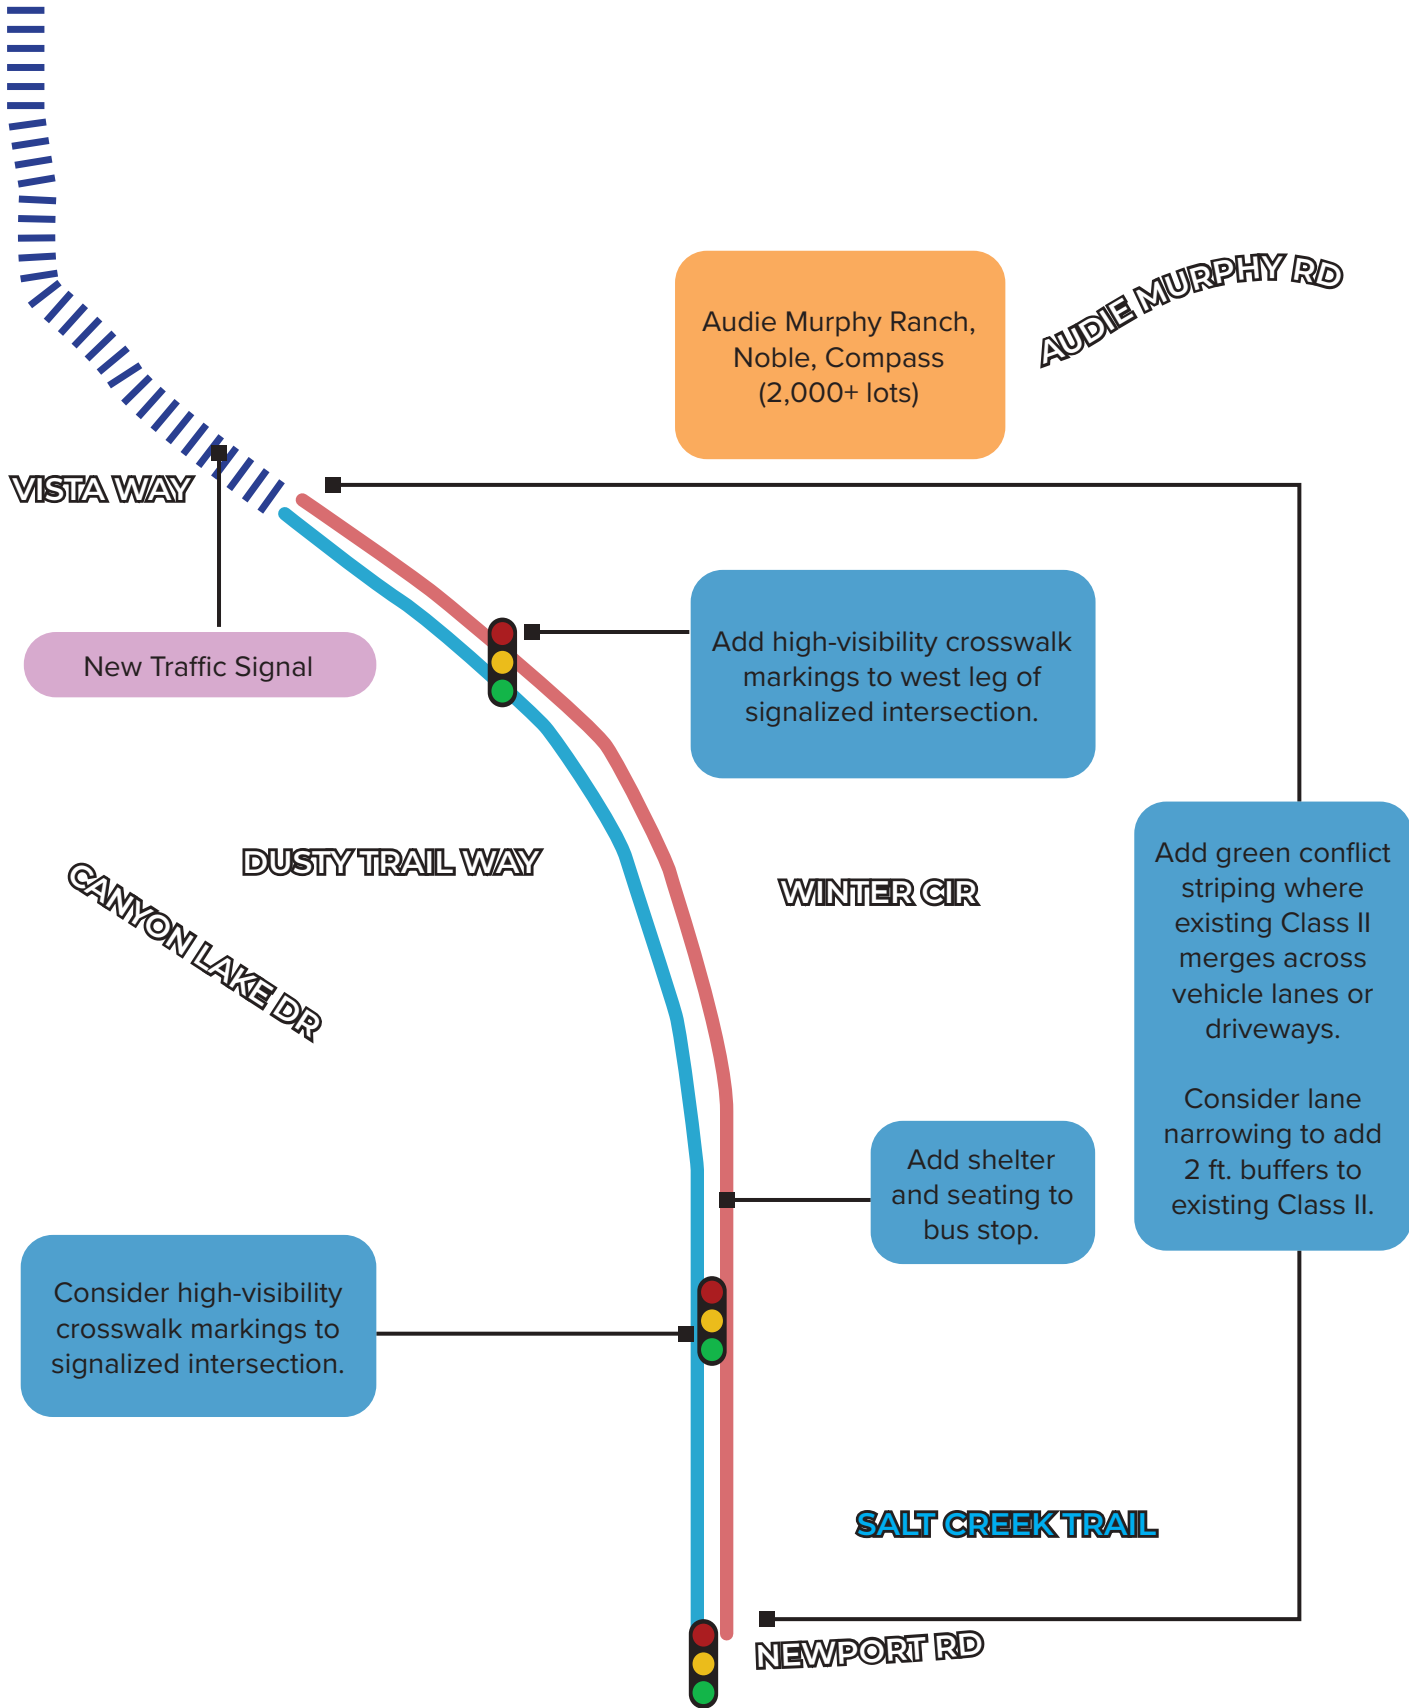 AUDIE MURPHY RD
Audie Murphy Ranch,
Noble, Compass
(2,000+ lots)
VISTA WAY
New Traffic Signal
Add high-visibility crosswalk
markings to west leg of
signalized intersection.
DUSTY TRAIL WAY
WINTER CIR
CANYON LAKE DR
Add green conflict
striping where
existing Class II
merges across
vehicle lanes or
driveways.
Consider lane
narrowing to add
2 ft. buffers to
existing Class II.
Add shelter
and seating to
bus stop.
Consider high-visibility
crosswalk markings to
signalized intersection.
SALT CREEK TRAIL
NEWPORT RD